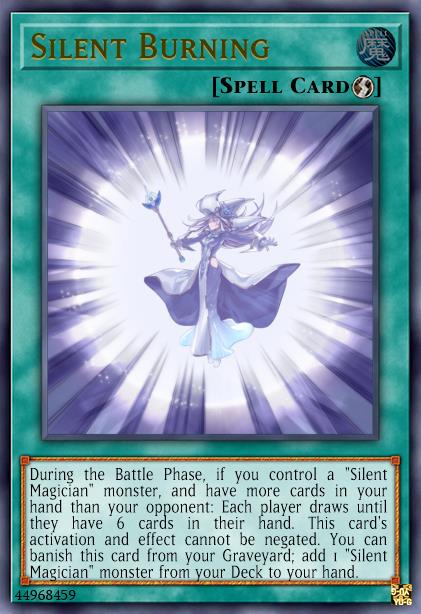 SILENT BURNING
SPELL
魔
[SPELL CARD]
During the Battle Phase, if you control a "Silent
Magician" monster, and have more cards in your
hand than your opponent: Each player draws until
they have 6 cards in their hand. This card's
activation and effect cannot be negated. You can
banish this card from your Graveyard; add 1 "Silent
Magician" monster from your Deck to your hand.
44968459